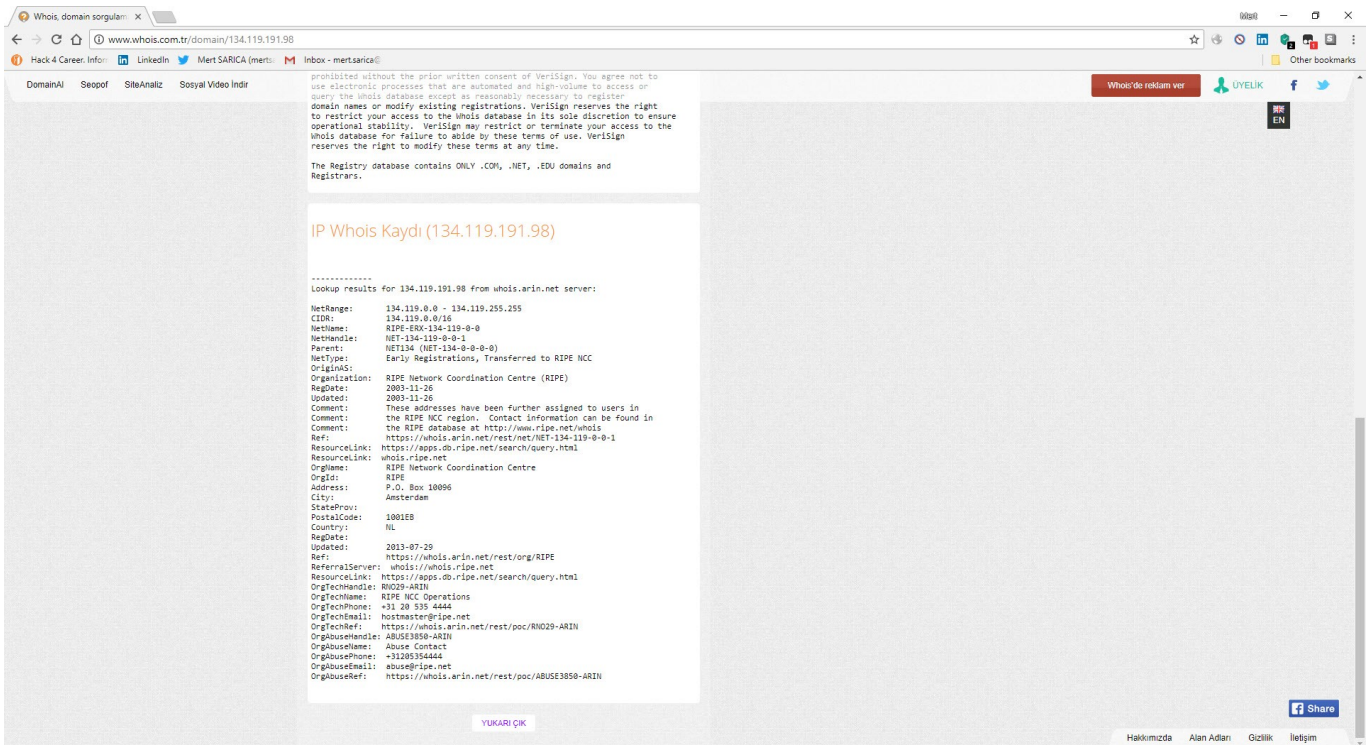 Whois, domain sorgulam
Mert
www.whois.com.tr/domain/134.119.191.98
Hack 4 Career. Inforr
LinkedIn
Mert SARICA (merts
Inbox - mert.sarica@
Other bookmarks
DomainAl
Seopof
SiteAnaliz
Sosyal Video İndir
Whois'de reklam ver
ÜYELİK
EN
prohibited without the prior written consent of VeriSign. You agree not to
use electronic processes that are automated and high-volume to access or
query the Whois database except as reasonably necessary to register
domain names or modify existing registrations. VeriSign reserves the right
to restrict your access to the Whois database in its sole discretion to ensure
operational stability.  VeriSign may restrict or terminate your access to the
Whois database for failure to abide by these terms of use. VeriSign
reserves the right to modify these terms at any time.
The Registry database contains ONLY .COM, .NET, .EDU domains and
Registrars.
IP Whois Kaydı (134.119.191.98)
------------
Lookup results for 134.119.191.98 from whois.arin.net server:
NetRange: 134.119.0.0 - 134.119.255.255
CIDR: 134.119.0.0/16
NetName: RIPE-ERX-134-119-0-0
NetHandle: NET-134-119-0-0-1
Parent: NET134 (NET-134-0-0-0-0)
NetType: Early Registrations, Transferred to RIPE NCC
OriginAS:
Organization: RIPE Network Coordination Centre (RIPE)
RegDate: 2003-11-26
Updated: 2003-11-26
Comment: These addresses have been further assigned to users in
Comment: the RIPE NCC region.  Contact information can be found in
Comment: the RIPE database at http://www.ripe.net/whois
Ref: https://whois.arin.net/rest/net/NET-134-119-0-0-1
ResourceLink: https://apps.db.ripe.net/search/query.html
ResourceLink: whois.ripe.net
OrgName: RIPE Network Coordination Centre
OrgId: RIPE
Address: P.O. Box 10096
City: Amsterdam
StateProv:
PostalCode: 1001EB
Country: NL
RegDate:
Updated: 2013-07-29
Ref: https://whois.arin.net/rest/org/RIPE
ReferralServer: whois://whois.ripe.net
ResourceLink: https://apps.db.ripe.net/search/query.html
OrgTechHandle: RNO29-ARIN
OrgTechName: RIPE NCC Operations
OrgTechPhone: +31 20 535 4444
OrgTechEmail: hostmaster@ripe.net
OrgTechRef: https://whois.arin.net/rest/poc/RNO29-ARIN
OrgAbuseHandle: ABUSE3850-ARIN
OrgAbuseName: Abuse Contact
OrgAbusePhone: +31205354444
OrgAbuseEmail: abuse@ripe.net
OrgAbuseRef: https://whois.arin.net/rest/poc/ABUSE3850-ARIN
YUKARI ÇIK
Share
Hakkımızda
Alan Adları
Gizlilik
İletişim